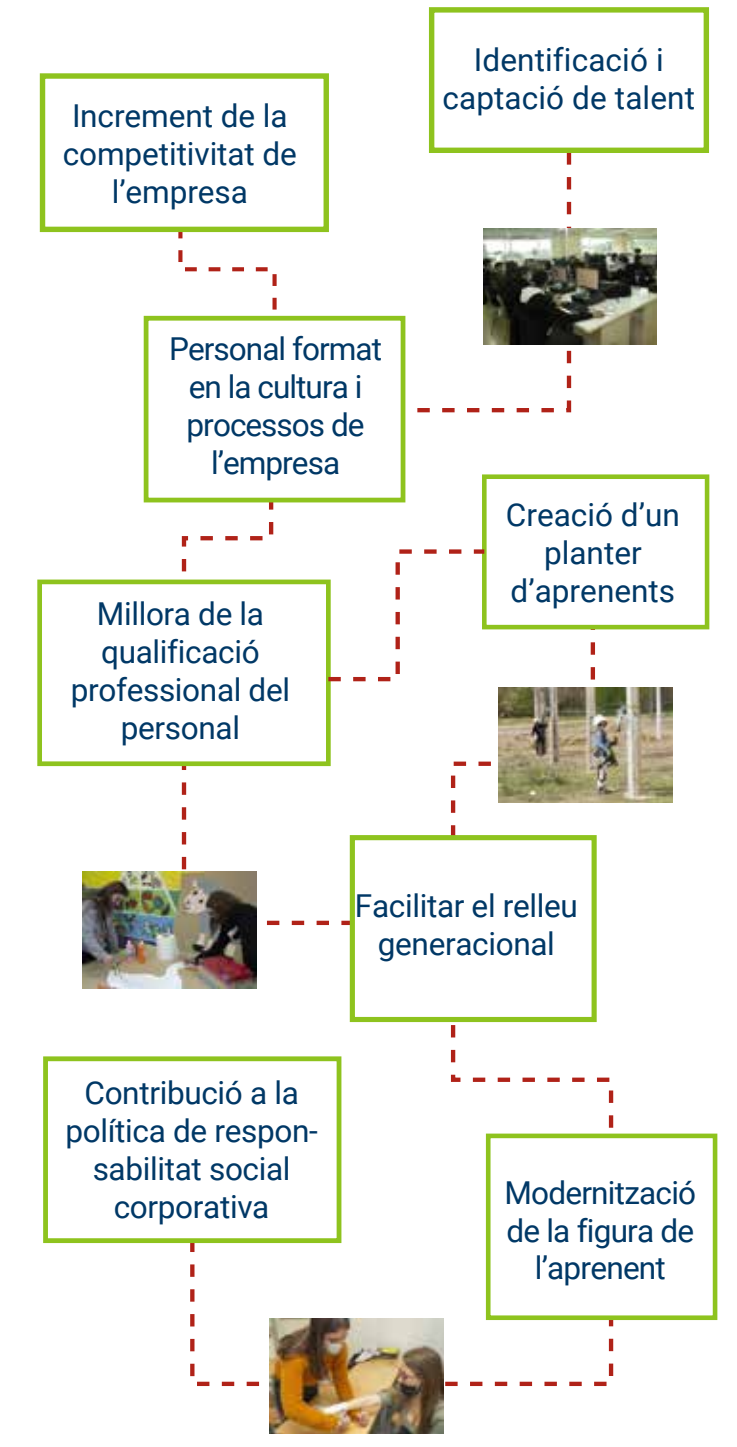 Identificació i
captació de talent
Increment de la
competitivitat de
l’empresa
Personal format
en la cultura i
processos de
l’empresa
Creació d’un
planter
d’aprenents
Millora de la
qualificació
professional del
personal
Facilitar el relleu
generacional
Contribució a la
política de respon-
sabilitat social
corporativa
Modernització
de la figura de
l’aprenent